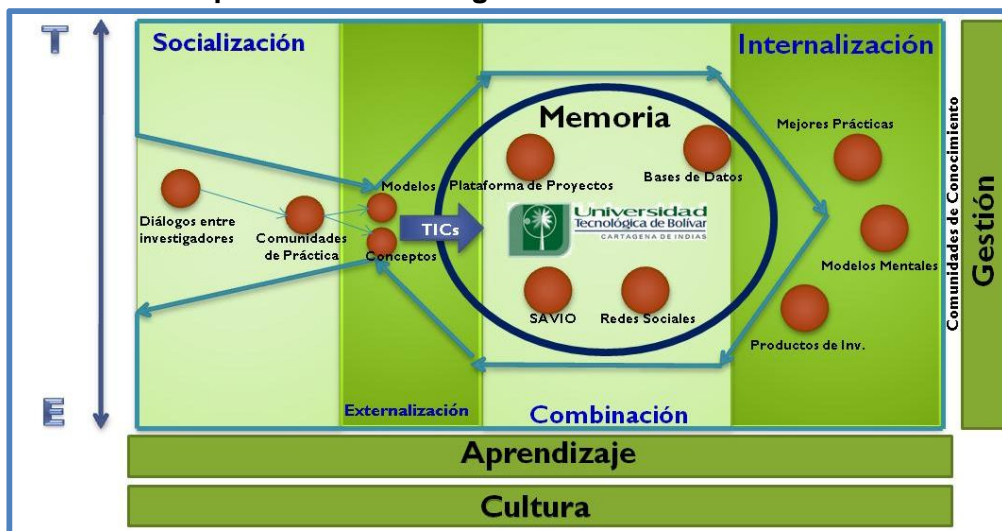 T
Socialización
Internalización
Memoria
Mejores Prácticas
Modelos
Plataforma de Proyectos
Bases de Datos
Diálogos entre
investigadores
Comunidades
de Práctica
TICs
Universidad
Tecnológica de Bolívar
CARTAGENA DE INDIAS
Conceptos
Modelos Mentales
SAVIO
Redes Sociales
Productos de Inv.
Comunidades de Conocimiento
Gestión
E
Externalización
Combinación
Aprendizaje
Cultura